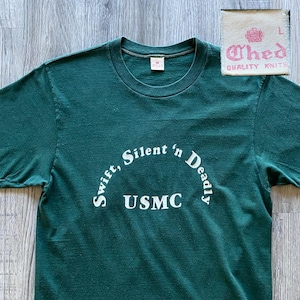 Swift, Silent 'n Deadly
USMC
L
Ched
QUALITY KNITS